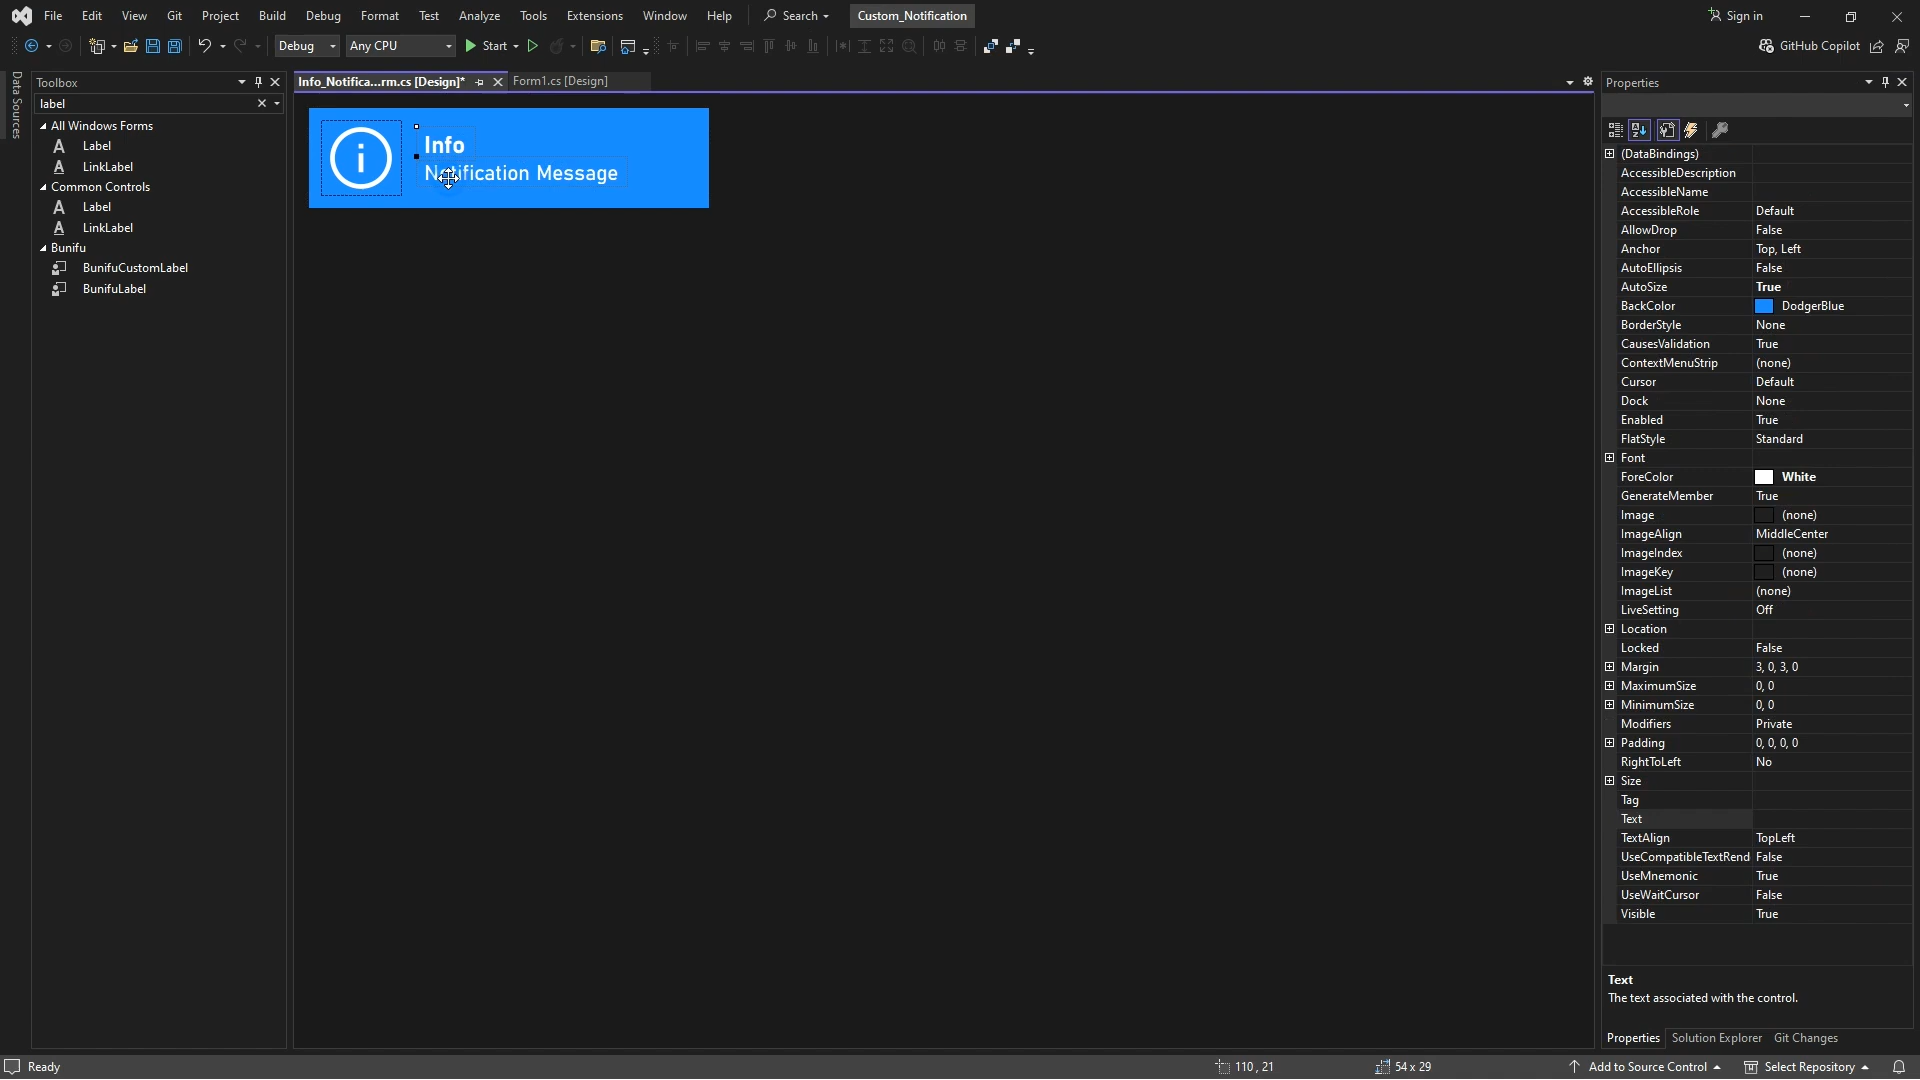 File Edit View Git Project Build Debug Format Test Analyze Tools Extensions Window Help Search Custom_Notification Sign in
Debug Any CPU Start GitHub Copilot
Data Sources
Toolbox
label
All Windows Forms
Label
LinkLabel
Common Controls
Label
LinkLabel
Bunifu
BunifuCustomLabel
BunifuLabel
Info_Notifica...rm.cs [Design]* Form1.cs [Design]
Info
Notification Message
Properties
(DataBindings)
AccessibleDescription
AccessibleName
AccessibleRole Default
AllowDrop False
Anchor Top, Left
AutoEllipsis False
AutoSize True
BackColor DodgerBlue
BorderStyle None
CausesValidation True
ContextMenuStrip (none)
Cursor Default
Dock None
Enabled True
FlatStyle Standard
Font
ForeColor White
GenerateMember True
Image (none)
ImageAlign MiddleCenter
ImageIndex (none)
ImageKey (none)
ImageList (none)
LiveSetting Off
Location
Locked False
Margin 3, 0, 3, 0
MaximumSize 0, 0
MinimumSize 0, 0
Modifiers Private
Padding 0, 0, 0, 0
RightToLeft No
Size
Tag
Text
TextAlign TopLeft
UseCompatibleTextRend False
UseMnemonic True
UseWaitCursor False
Visible True
Text
The text associated with the control.
Properties Solution Explorer Git Changes
Ready 110 , 21 54 x 29 Add to Source Control Select Repository